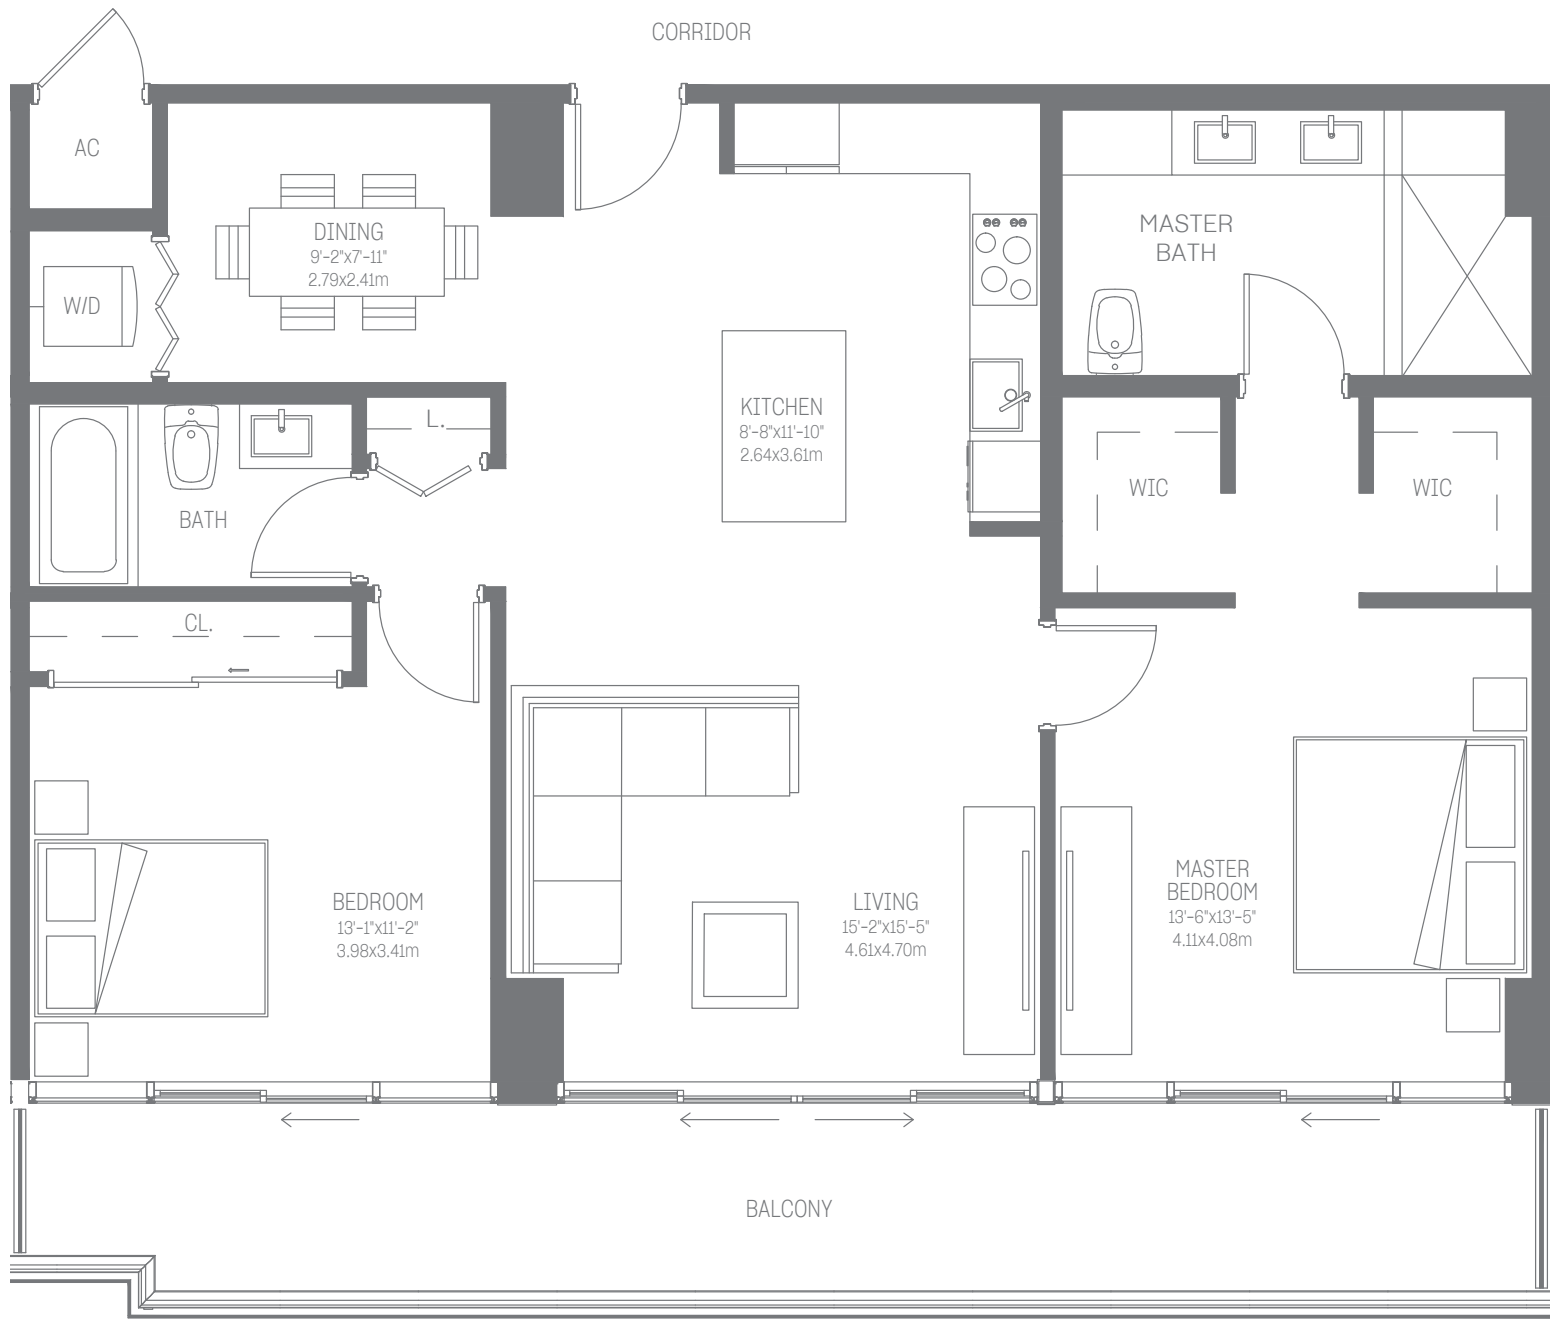 CORRIDOR
AC
DINING
9'-2"x7'-11"
2.79x2.41m
MASTER
BATH
W/D
L.
KITCHEN
8'-8"x11'-10"
2.64x3.61m
WIC
WIC
BATH
CL.
BEDROOM
13'-1"x11'-2"
3.98x3.41m
LIVING
15'-2"x15'-5"
4.61x4.70m
MASTER
BEDROOM
13'-6"x13'-5"
4.11x4.08m
BALCONY